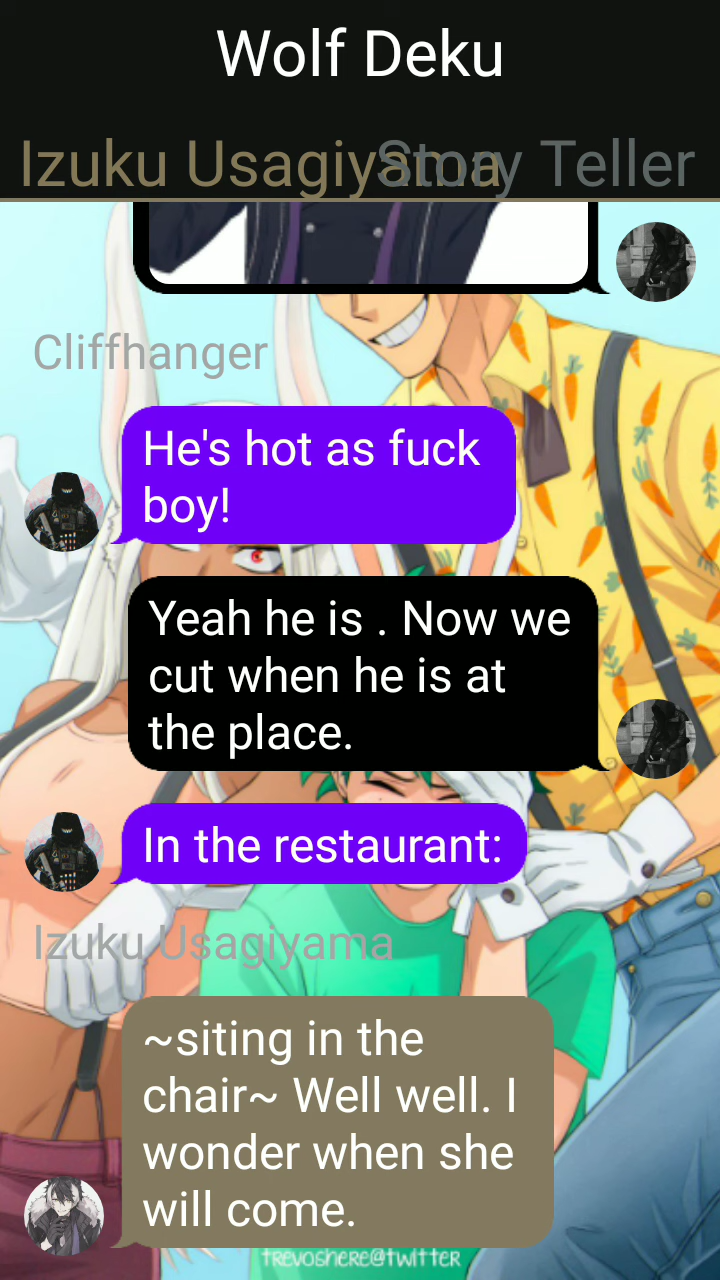 Wolf Deku
Izuku Usagiyama Story Teller
Cliffhanger
He's hot as fuck
boy!
Yeah he is . Now we
cut when he is at
the place.
In the restaurant:
Izuku Usagiyama
~siting in the
chair~ Well well. I
wonder when she
will come.
trevoshere@twitter